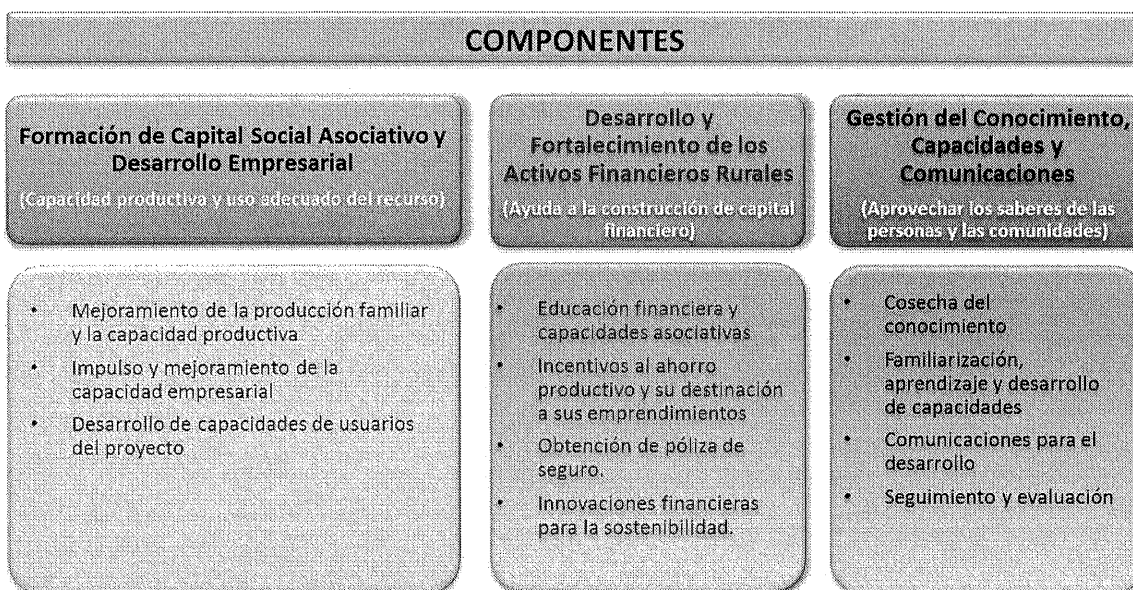 COMPONENTES
Formación de Capital Social Asociativo y
Desarrollo Empresarial
(Capacidad productiva y uso adecuado del recurso)
• Mejoramiento de la producción familiar
y la capacidad productiva
• Impulso y mejoramiento de la
capacidad empresarial
• Desarrollo de capacidades de usuarios
del proyecto
Desarrollo y
Fortalecimiento de los
Activos Financieros Rurales
(Ayuda a la construcción de capital
financiero)
• Educación financiera y
capacidades asociativas
• Incentivos al ahorro
productivo y su destinación
a sus emprendimientos
• Obtención de póliza de
seguro.
• Innovaciones financieras
para la sostenibilidad.
Gestión del Conocimiento,
Capacidades y
Comunicaciones
(Aprovechar los saberes de las
personas y las comunidades)
• Cosecha del
conocimiento
• Familiarización,
aprendizaje y desarrollo
de capacidades
• Comunicaciones para el
desarrollo
• Seguimiento y evaluación